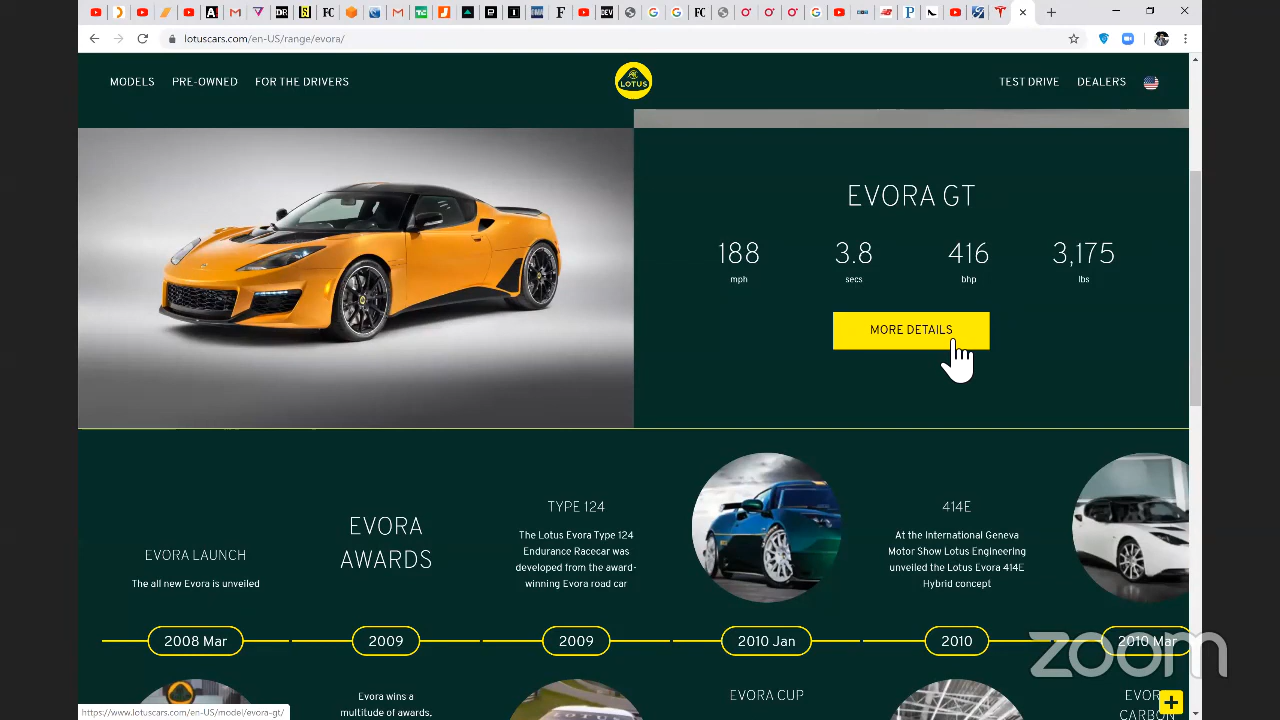 lotuscars.com/en-US/range/evora/
MODELS PRE-OWNED FOR THE DRIVERS
LOTUS
TEST DRIVE DEALERS
EVORA GT
188 3.8 416 3,175
mph secs bhp lbs
MORE DETAILS
EVORA LAUNCH
The all new Evora is unveiled
EVORA
AWARDS
TYPE 124
The Lotus Evora Type 124
Endurance Racecar was
developed from the award-
winning Evora road car
414E
At the International Geneva
Motor Show Lotus Engineering
unveiled the Lotus Evora 414E
Hybrid concept
2008 Mar 2009 2009 2010 Jan 2010 2010 Mar
Evora wins a
multitude of awards,
EVORA CUP
CARBON
zoom
https://www.lotuscars.com/en-US/model/evora-gt/